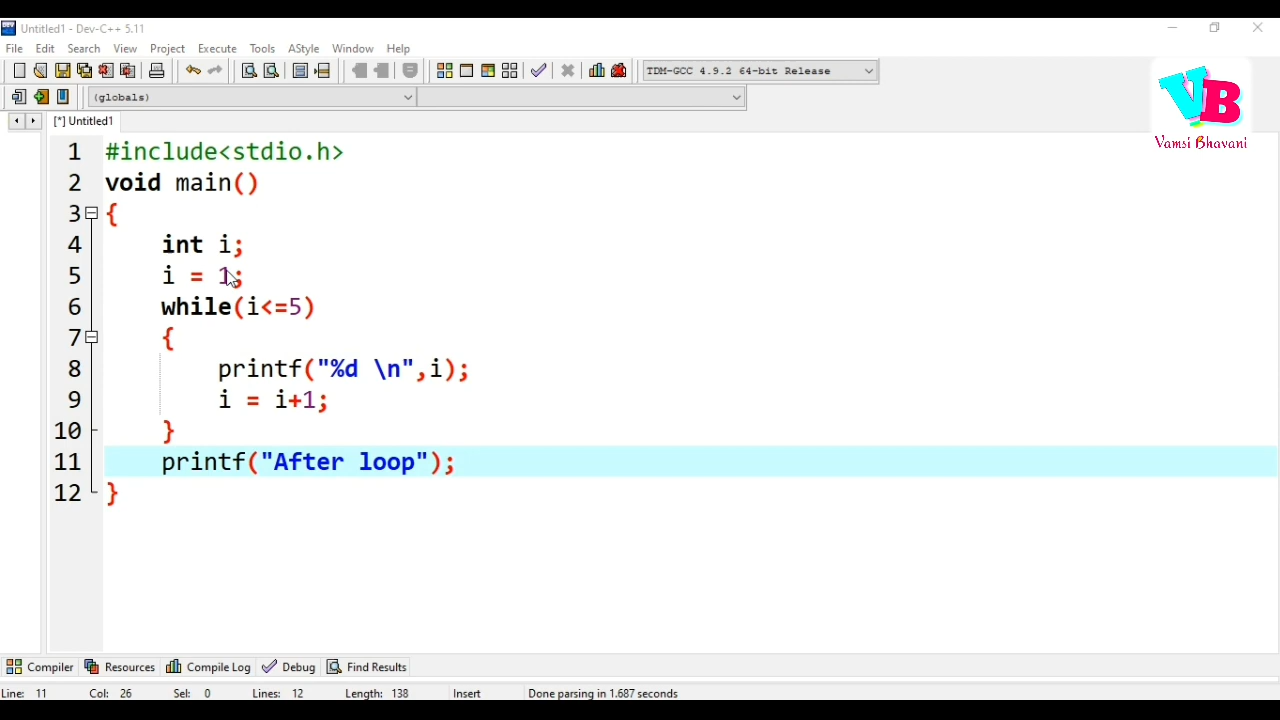 Untitled1 - Dev-C++ 5.11
File Edit Search View Project Execute Tools AStyle Window Help
TDM-GCC 4.9.2 64-bit Release
(globals)
[*] Untitled1
VB
Vamsi Bhavani
1 #include<stdio.h>
2 void main()
3 {
4 int i;
5 i = 1;
6 while(i<=5)
7 {
8 printf("%d \n",i);
9 i = i+1;
10 }
11 printf("After loop");
12 }
Compiler Resources Compile Log Debug Find Results
Line: 11 Col: 26 Sel: 0 Lines: 12 Length: 138 Insert Done parsing in 1.687 seconds